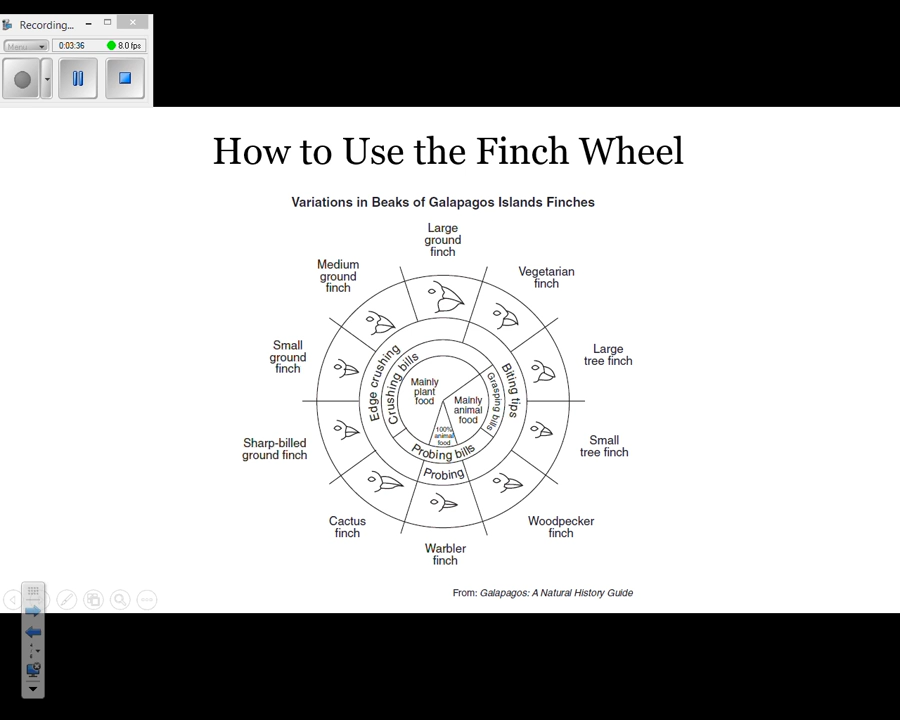 Recording...
Menu
0:03:36
8.0 fps
How to Use the Finch Wheel
Variations in Beaks of Galapagos Islands Finches
Large
ground
finch
Medium
ground
finch
Vegetarian
finch
Small
ground
finch
Large
tree finch
Edge crushing
Crushing bills
Mainly
plant
food
Mainly
animal
food
Grasping bills
Biting tips
100%
animal
food
Probing bills
Probing
Sharp-billed
ground finch
Small
tree finch
Cactus
finch
Woodpecker
finch
Warbler
finch
From: Galapagos: A Natural History Guide